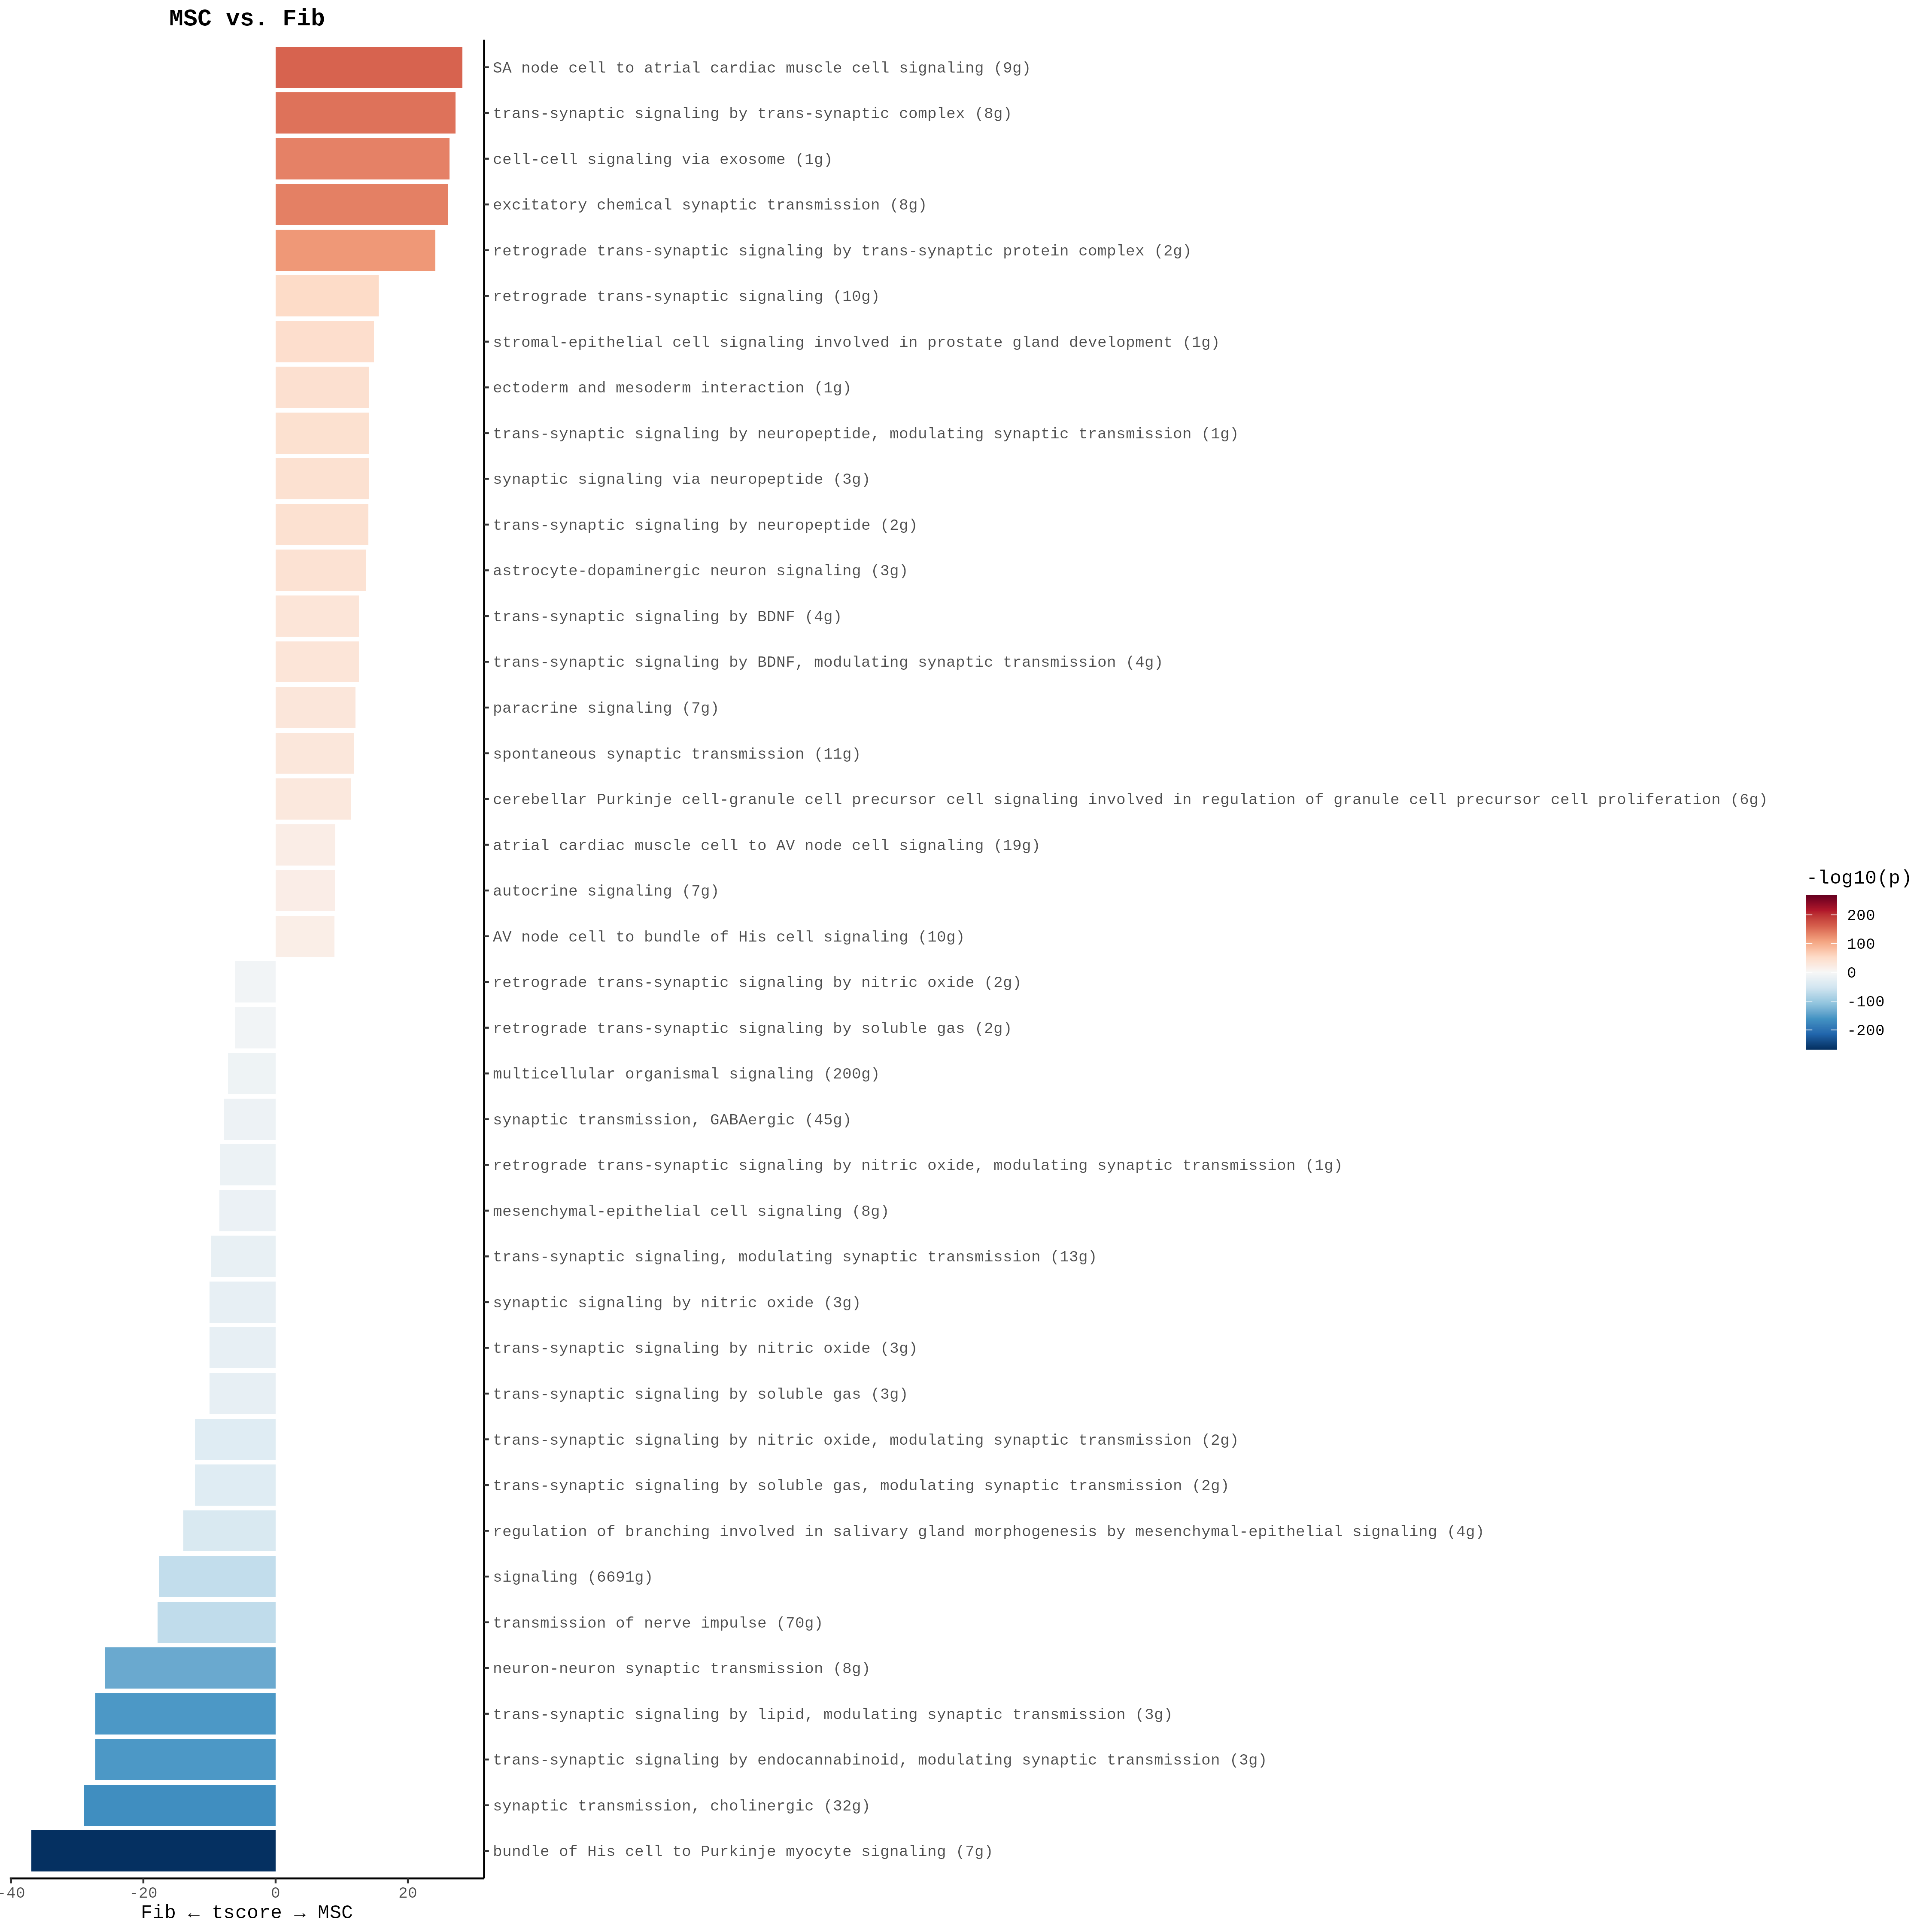 MSC vs. Fib
SA node cell to atrial cardiac muscle cell signaling (9g)
trans-synaptic signaling by trans-synaptic complex (8g)
cell-cell signaling via exosome (1g)
excitatory chemical synaptic transmission (8g)
retrograde trans-synaptic signaling by trans-synaptic protein complex (2g)
retrograde trans-synaptic signaling (10g)
stromal-epithelial cell signaling involved in prostate gland development (1g)
ectoderm and mesoderm interaction (1g)
trans-synaptic signaling by neuropeptide, modulating synaptic transmission (1g)
synaptic signaling via neuropeptide (3g)
trans-synaptic signaling by neuropeptide (2g)
astrocyte-dopaminergic neuron signaling (3g)
trans-synaptic signaling by BDNF (4g)
trans-synaptic signaling by BDNF, modulating synaptic transmission (4g)
paracrine signaling (7g)
spontaneous synaptic transmission (11g)
cerebellar Purkinje cell-granule cell precursor cell signaling involved in regulation of granule cell precursor cell proliferation (6g)
atrial cardiac muscle cell to AV node cell signaling (19g)
autocrine signaling (7g)
AV node cell to bundle of His cell signaling (10g)
retrograde trans-synaptic signaling by nitric oxide (2g)
retrograde trans-synaptic signaling by soluble gas (2g)
multicellular organismal signaling (200g)
synaptic transmission, GABAergic (45g)
retrograde trans-synaptic signaling by nitric oxide, modulating synaptic transmission (1g)
mesenchymal-epithelial cell signaling (8g)
trans-synaptic signaling, modulating synaptic transmission (13g)
synaptic signaling by nitric oxide (3g)
trans-synaptic signaling by nitric oxide (3g)
trans-synaptic signaling by soluble gas (3g)
trans-synaptic signaling by nitric oxide, modulating synaptic transmission (2g)
trans-synaptic signaling by soluble gas, modulating synaptic transmission (2g)
regulation of branching involved in salivary gland morphogenesis by mesenchymal-epithelial signaling (4g)
signaling (6691g)
transmission of nerve impulse (70g)
neuron-neuron synaptic transmission (8g)
trans-synaptic signaling by lipid, modulating synaptic transmission (3g)
trans-synaptic signaling by endocannabinoid, modulating synaptic transmission (3g)
synaptic transmission, cholinergic (32g)
bundle of His cell to Purkinje myocyte signaling (7g)
-40 -20 0 20
Fib ← tscore → MSC
-log10(p)
200
100
0
-100
-200